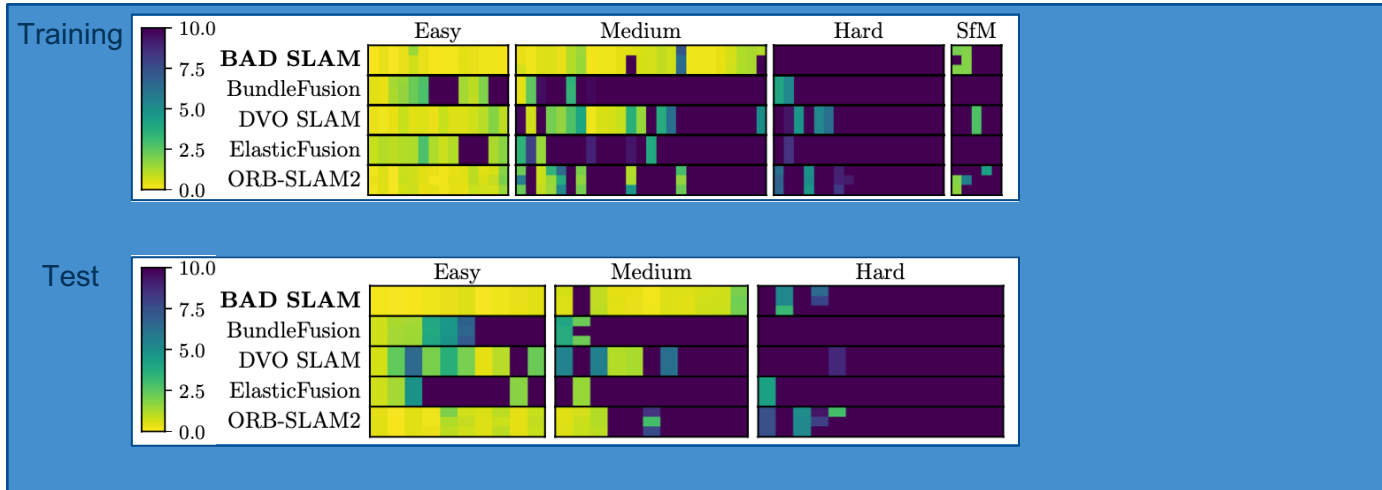 Training
Easy Medium Hard SfM
10.0
7.5
5.0
2.5
0.0
BAD SLAM
BundleFusion
DVO SLAM
ElasticFusion
ORB-SLAM2
Test
Easy Medium Hard
10.0
7.5
5.0
2.5
0.0
BAD SLAM
BundleFusion
DVO SLAM
ElasticFusion
ORB-SLAM2